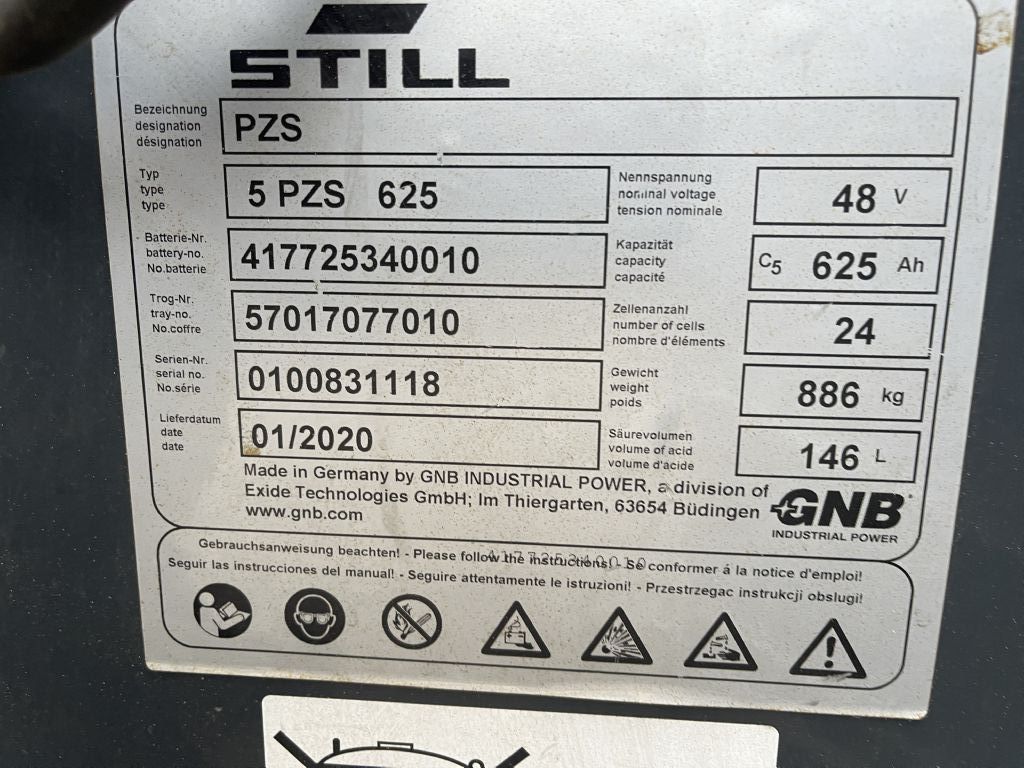 STILL
Bezeichnung
designation
désignation
PZS
Typ
type
type
5 PZS 625
Nennspannung
nominal voltage
tension nominale
48 V
Batterie-Nr.
battery-no.
No.batterie
417725340010
Kapazität
capacity
capacité
C5 625 Ah
Trog-Nr.
tray-no.
No.coffre
57017077010
Zellenanzahl
number of cells
nombre d'éléments
24
Serien-Nr.
serial no.
No.série
0100831118
Gewicht
weight
poids
886 kg
Lieferdatum
date
date
01/2020
Säurevolumen
volume of acid
volume d'acide
146 L
Made in Germany by GNB INDUSTRIAL POWER, a division of
Exide Technologies GmbH; Im Thiergarten, 63654 Büdingen
www.gnb.com
GNB
INDUSTRIAL POWER
417725340010
Gebrauchsanweisung beachten! - Please follow the instructions! - Se conformer á la notice d'emploi!
Seguir las instrucciones del manual! - Seguire attentamente le istruzioni! - Przestrzegac instrukcji obslugi!